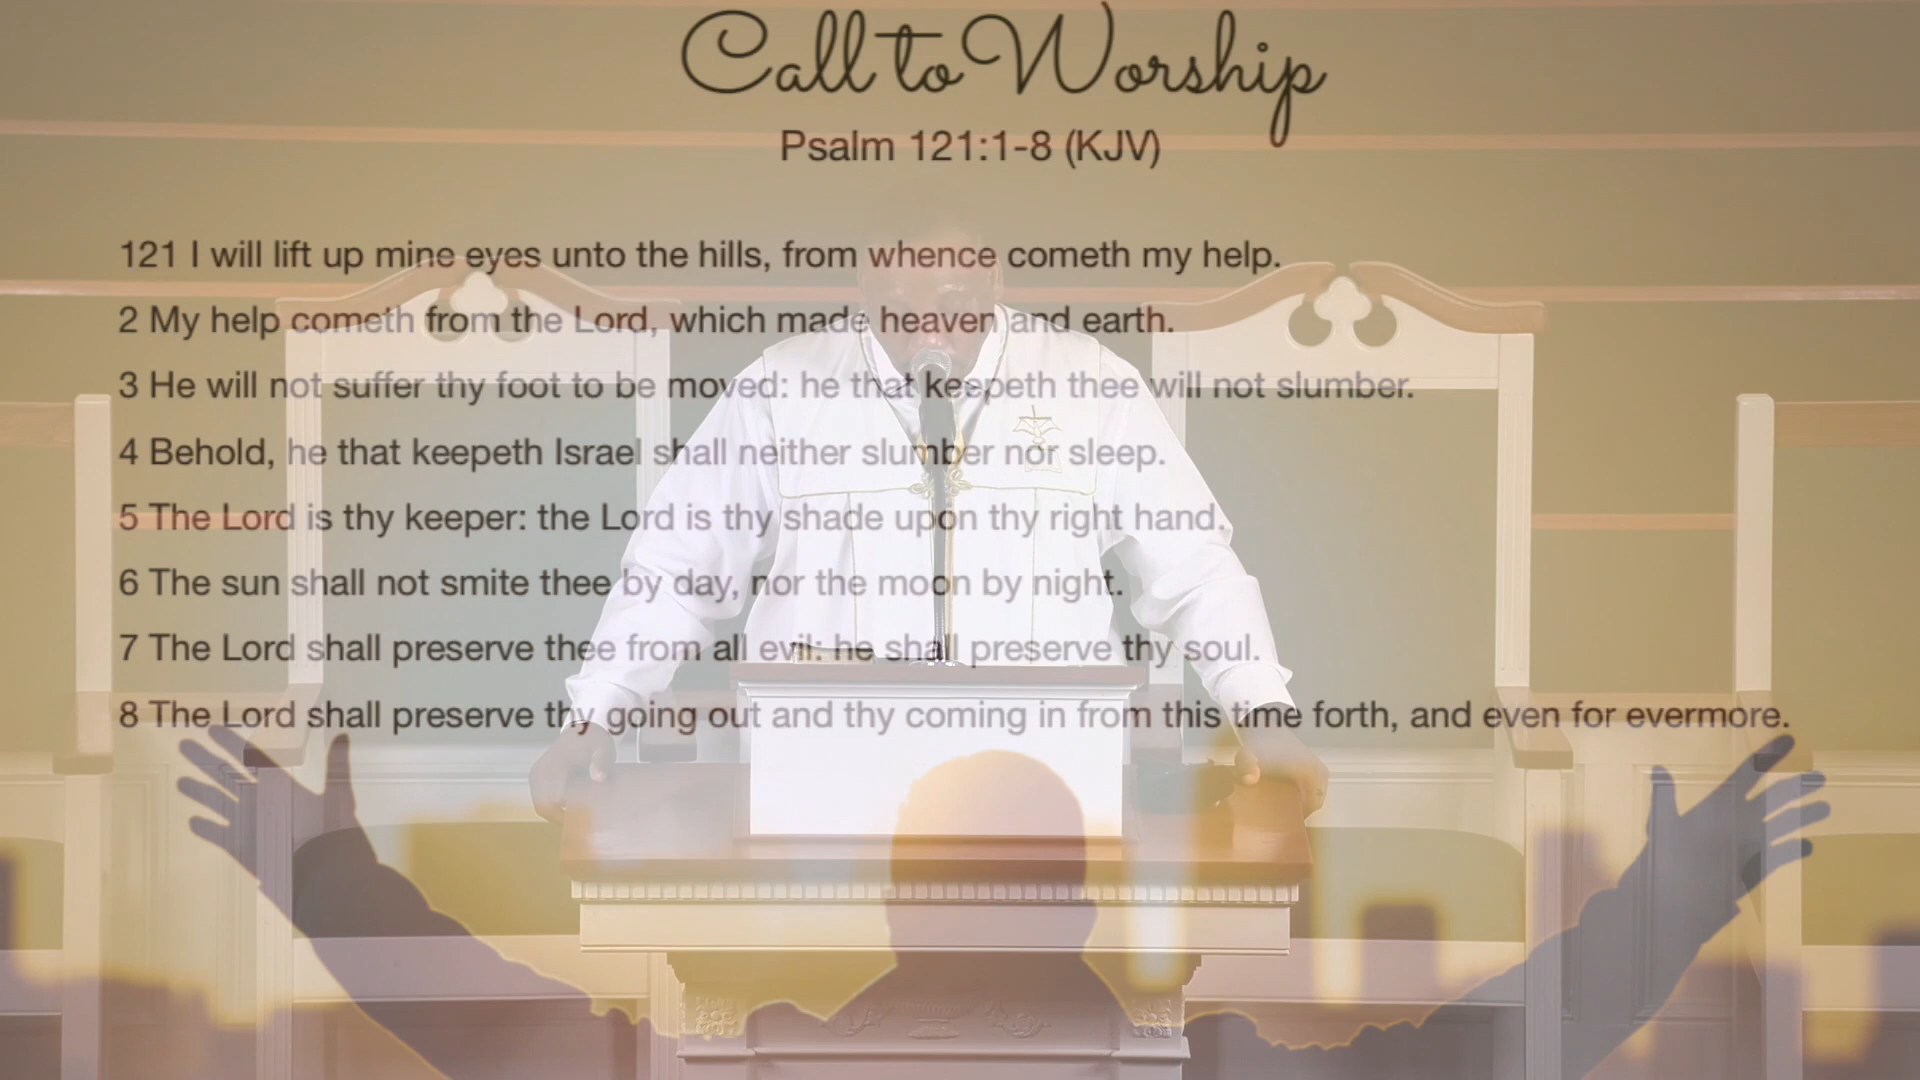 Call to Worship
Psalm 121:1-8 (KJV)
121 I will lift up mine eyes unto the hills, from whence cometh my help.
2 My help cometh from the Lord, which made heaven and earth.
3 He will not suffer thy foot to be moved: he that keepeth thee will not slumber.
4 Behold, he that keepeth Israel shall neither slumber nor sleep.
5 The Lord is thy keeper: the Lord is thy shade upon thy right hand.
6 The sun shall not smite thee by day, nor the moon by night.
7 The Lord shall preserve thee from all evil: he shall preserve thy soul.
8 The Lord shall preserve thy going out and thy coming in from this time forth, and even for evermore.